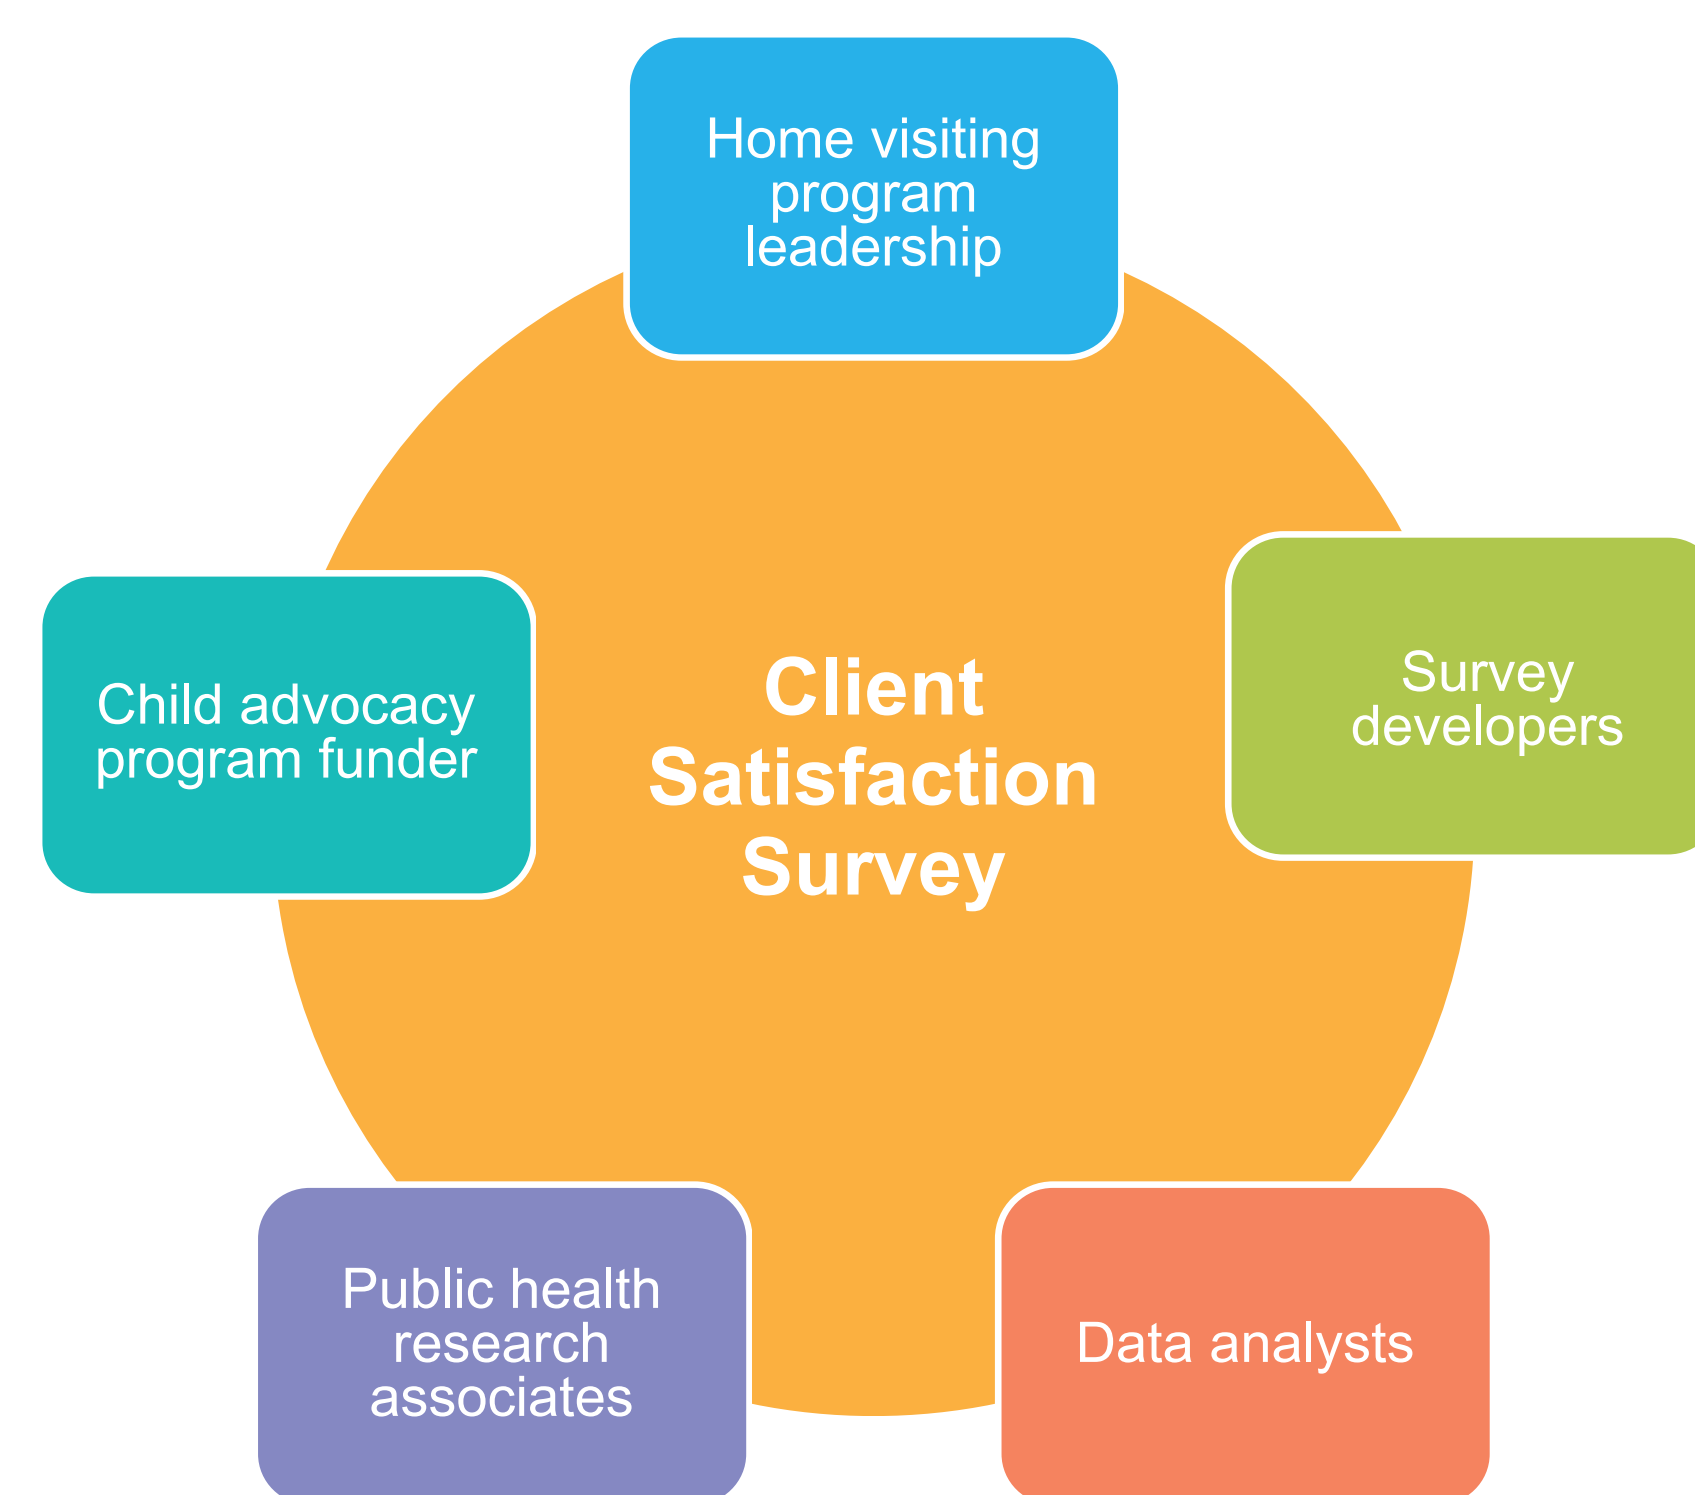 Home visiting
program
leadership
Child advocacy
program funder
Client
Satisfaction
Survey
Survey
developers
Public health
research
associates
Data analysts